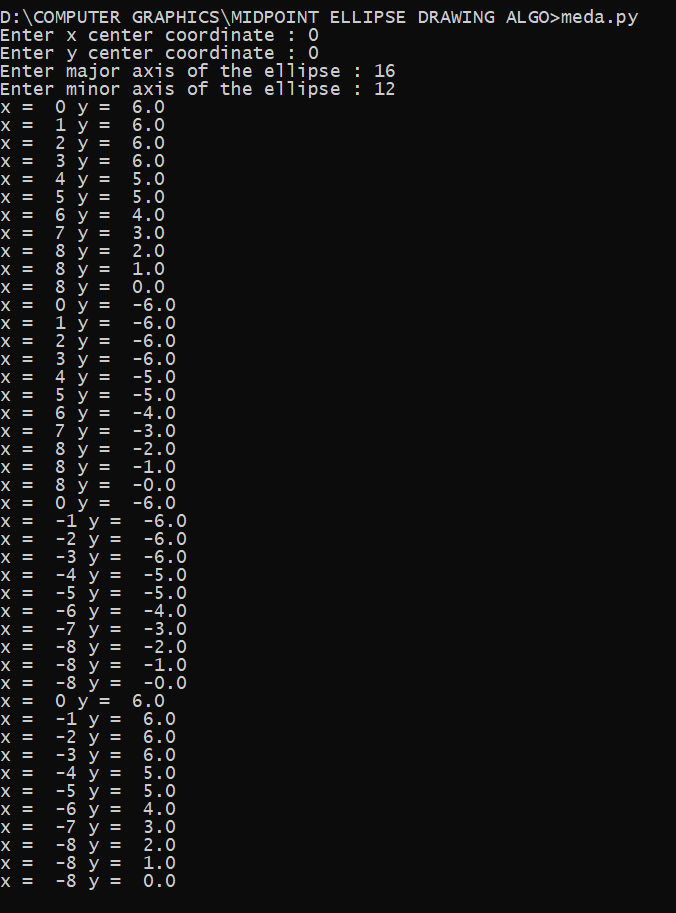 D:\COMPUTER GRAPHICS\MIDPOINT ELLIPSE DRAWING ALGO>meda.py
Enter x center coordinate : 0
Enter y center coordinate : 0
Enter major axis of the ellipse : 16
Enter minor axis of the ellipse : 12
x =  0 y =  6.0
x =  1 y =  6.0
x =  2 y =  6.0
x =  3 y =  6.0
x =  4 y =  5.0
x =  5 y =  5.0
x =  6 y =  4.0
x =  7 y =  3.0
x =  8 y =  2.0
x =  8 y =  1.0
x =  8 y =  0.0
x =  0 y =  -6.0
x =  1 y =  -6.0
x =  2 y =  -6.0
x =  3 y =  -6.0
x =  4 y =  -5.0
x =  5 y =  -5.0
x =  6 y =  -4.0
x =  7 y =  -3.0
x =  8 y =  -2.0
x =  8 y =  -1.0
x =  8 y =  -0.0
x =  0 y =  -6.0
x =  -1 y =  -6.0
x =  -2 y =  -6.0
x =  -3 y =  -6.0
x =  -4 y =  -5.0
x =  -5 y =  -5.0
x =  -6 y =  -4.0
x =  -7 y =  -3.0
x =  -8 y =  -2.0
x =  -8 y =  -1.0
x =  -8 y =  -0.0
x =  0 y =  6.0
x =  -1 y =  6.0
x =  -2 y =  6.0
x =  -3 y =  6.0
x =  -4 y =  5.0
x =  -5 y =  5.0
x =  -6 y =  4.0
x =  -7 y =  3.0
x =  -8 y =  2.0
x =  -8 y =  1.0
x =  -8 y =  0.0